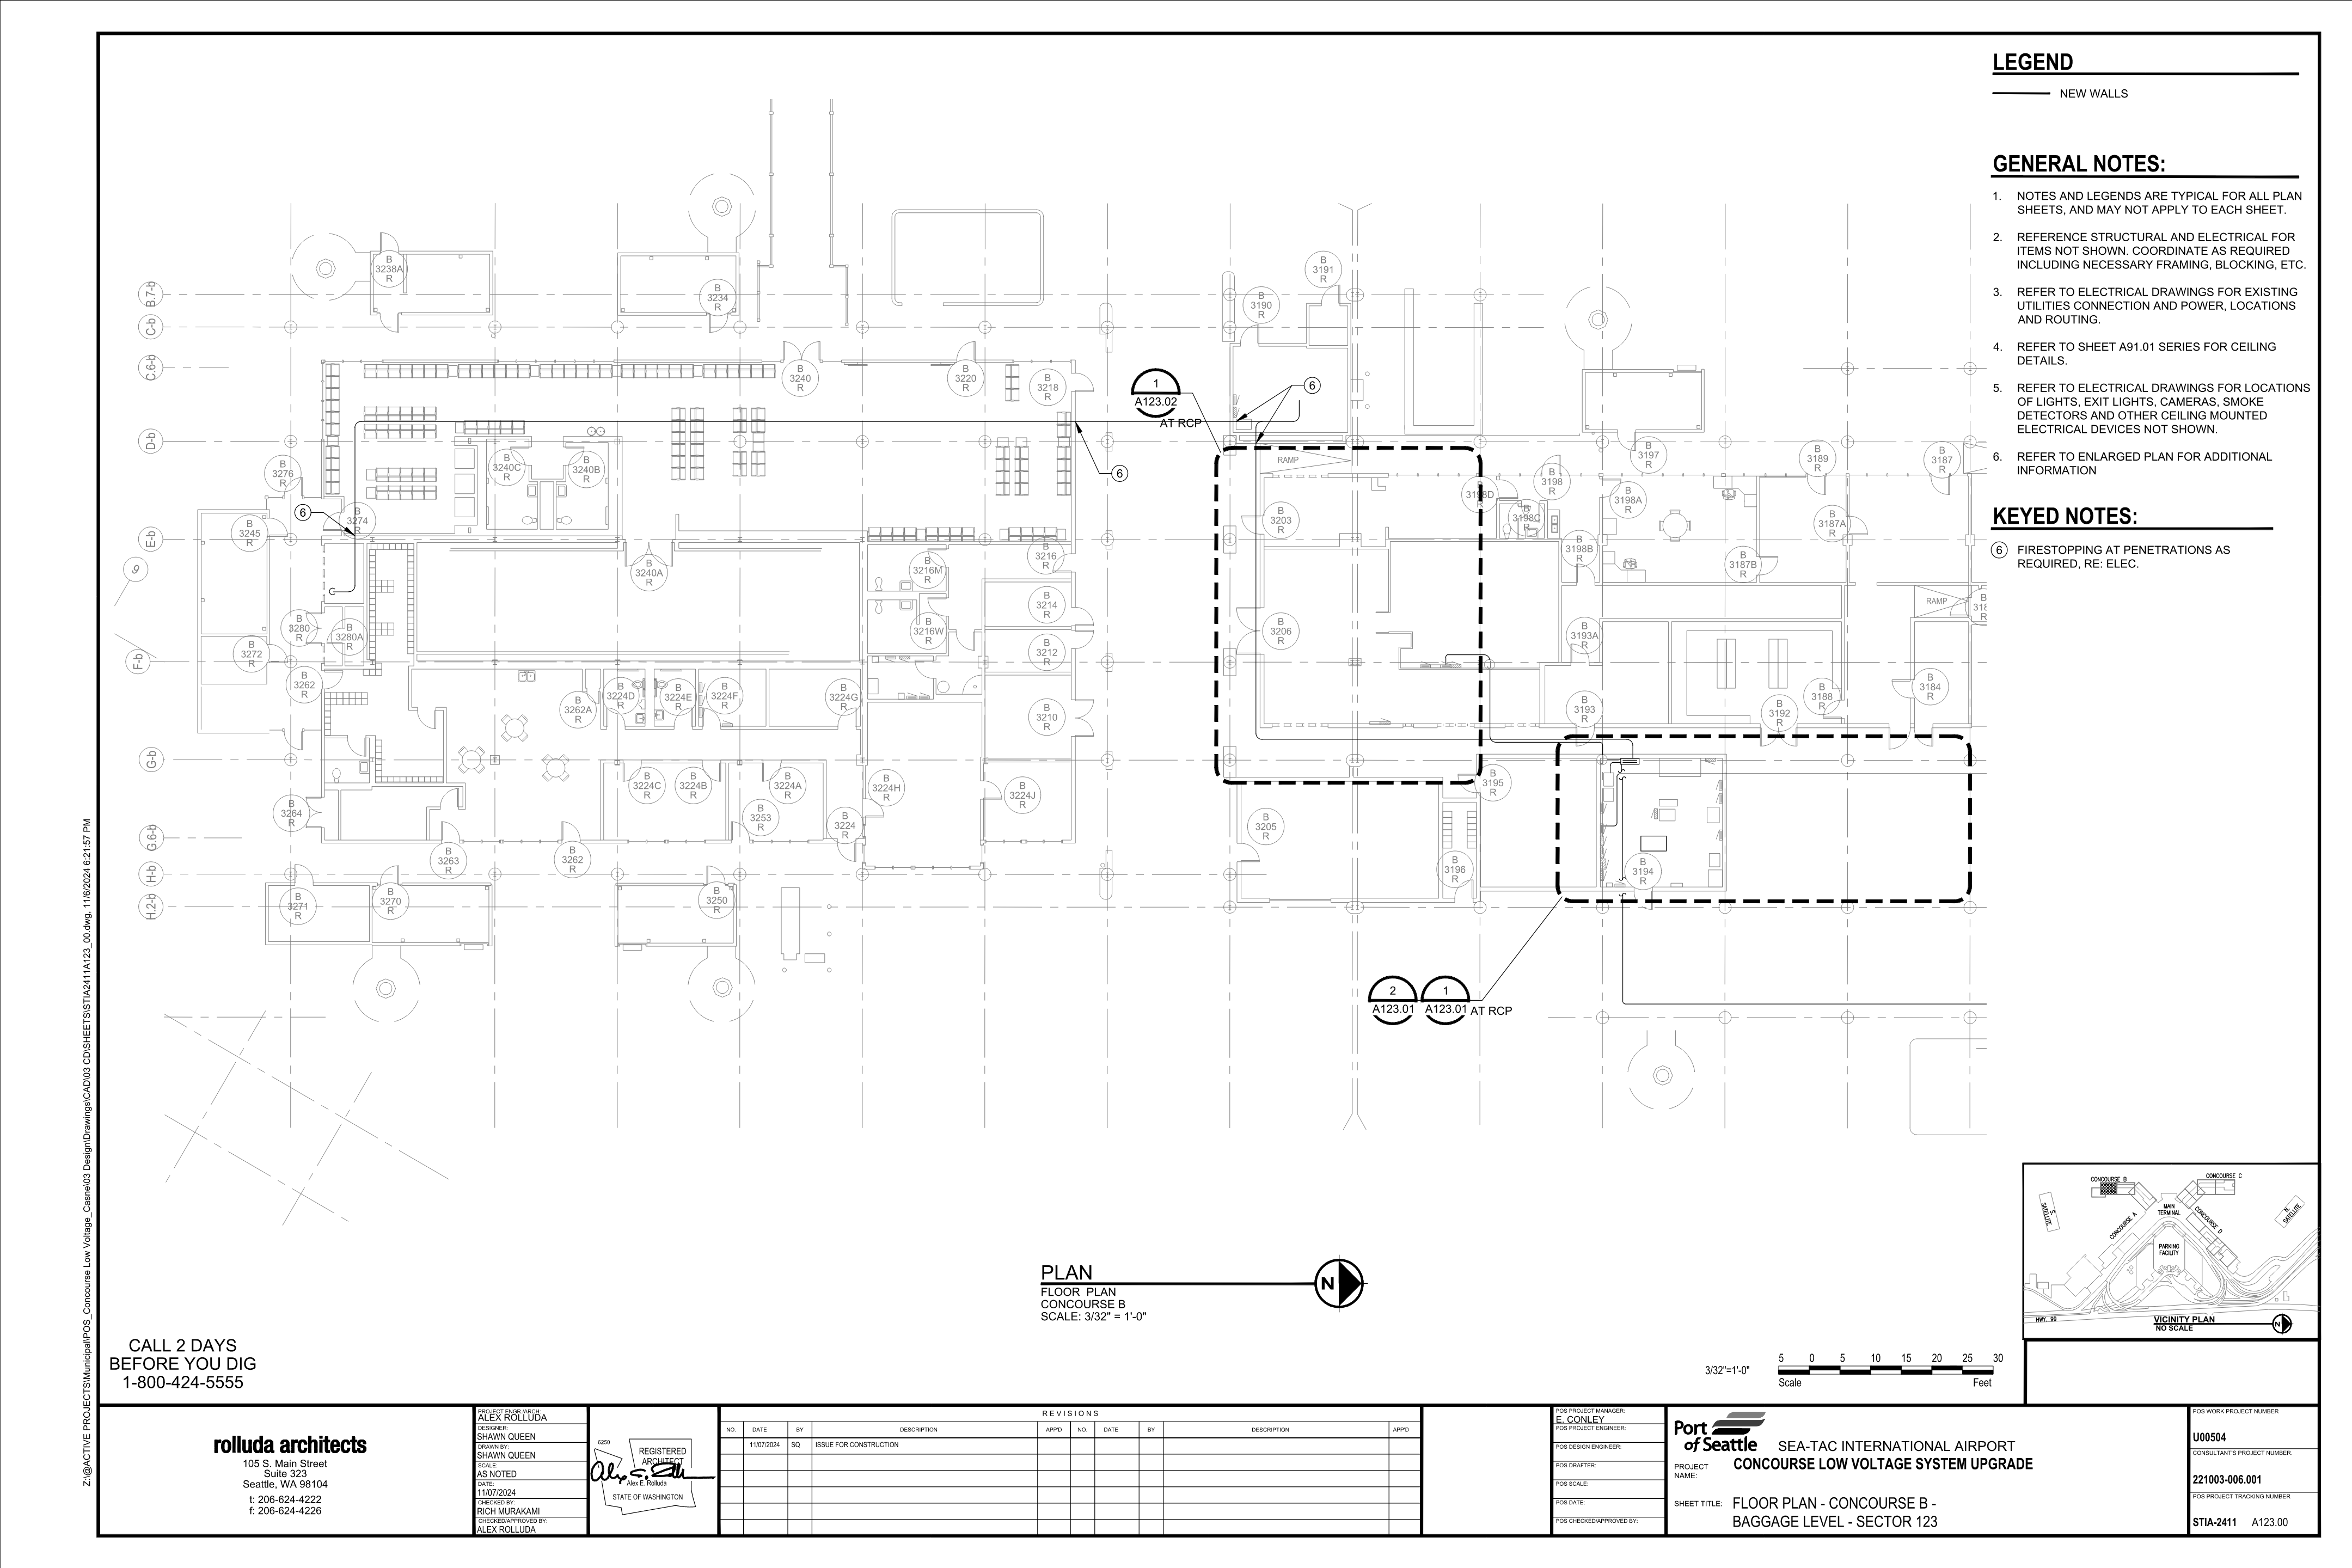 LEGEND
NEW WALLS
GENERAL NOTES:
1. NOTES AND LEGENDS ARE TYPICAL FOR ALL PLAN
SHEETS, AND MAY NOT APPLY TO EACH SHEET.
2. REFERENCE STRUCTURAL AND ELECTRICAL FOR
ITEMS NOT SHOWN. COORDINATE AS REQUIRED
INCLUDING NECESSARY FRAMING, BLOCKING, ETC.
3. REFER TO ELECTRICAL DRAWINGS FOR EXISTING
UTILITIES CONNECTION AND POWER, LOCATIONS
AND ROUTING.
4. REFER TO SHEET A91.01 SERIES FOR CEILING
DETAILS.
5. REFER TO ELECTRICAL DRAWINGS FOR LOCATIONS
OF LIGHTS, EXIT LIGHTS, CAMERAS, SMOKE
DETECTORS AND OTHER CEILING MOUNTED
ELECTRICAL DEVICES NOT SHOWN.
6. REFER TO ENLARGED PLAN FOR ADDITIONAL
INFORMATION
KEYED NOTES:
6 FIRESTOPPING AT PENETRATIONS AS
REQUIRED, RE: ELEC.
B.7-b
C-b
C.6-b
D-b
E-b
9
F-b
G-b
G.6-b
H-b
H.2-b
B
3238A
R
B
3234
R
B
3191
R
B
3190
R
B
3240
R
B
3220
R
B
3218
R
1
A123.02
AT RCP
6
6
6
B
3276
R
B
3240C
R
B
3240B
R
B
3274
R
B
3245
R
B
3240A
R
B
3216M
R
B
3216
R
B
3214
R
B
3216W
R
B
3212
R
B
3210
R
B
3280
R
B
3280A
R
B
3272
R
B
3262
R
B
3262A
R
B
3224D
R
B
3224E
R
B
3224F
R
B
3224G
R
B
3224C
R
B
3224B
R
B
3224A
R
B
3253
R
B
3224
R
B
3224H
R
B
3224J
R
B
3264
R
B
3263
R
B
3262
R
B
3271
R
B
3270
R
B
3250
R
RAMP
B
3203
R
B
3206
R
B
3205
R
B
3196
R
B
3195
R
3198D
B
3198
R
B
3198C
R
B
3198A
R
B
3198B
R
B
3197
R
B
3189
R
B
3187
R
B
3187A
R
B
3187B
R
RAMP
B
318
R
B
3193A
R
B
3193
R
B
3192
R
B
3188
R
B
3184
R
B
3194
R
2
A123.01
1
A123.01
AT RCP
PLAN
FLOOR PLAN
CONCOURSE B
SCALE: 3/32" = 1'-0"
N
CONCOURSE B
CONCOURSE C
S. SATELLITE
N. SATELLITE
MAIN
TERMINAL
CONCOURSE A
CONCOURSE D
PARKING
FACILITY
HWY. 99
VICINITY PLAN
NO SCALE
N
3/32"=1'-0"
5 0 5 10 15 20 25 30
Scale Feet
CALL 2 DAYS
BEFORE YOU DIG
1-800-424-5555
Z:\@ACTIVE PROJECTS\Municipal\POS_Concourse Low Voltage_Casne\03 Design\Drawings\CAD\03 CD\SHEETS\STIA2411A123_00.dwg, 11/6/2024 6:21:57 PM
rolluda architects
105 S. Main Street
Suite 323
Seattle, WA 98104
t: 206-624-4222
f: 206-624-4226
PROJECT ENGR./ARCH:
ALEX ROLLUDA
DESIGNER:
SHAWN QUEEN
DRAWN BY:
SHAWN QUEEN
SCALE:
AS NOTED
DATE:
11/07/2024
CHECKED BY:
RICH MURAKAMI
CHECKED/APPROVED BY:
ALEX ROLLUDA
6250
REGISTERED
ARCHITECT
Alex E. Rolluda
STATE OF WASHINGTON
REVISIONS
NO. DATE BY DESCRIPTION APP'D NO. DATE BY DESCRIPTION APP'D
11/07/2024 SQ ISSUE FOR CONSTRUCTION
POS PROJECT MANAGER:
E. CONLEY
POS PROJECT ENGINEER:
POS DESIGN ENGINEER:
POS DRAFTER:
POS SCALE:
POS DATE:
POS CHECKED/APPROVED BY:
Port
of Seattle
SEA-TAC INTERNATIONAL AIRPORT
PROJECT NAME: CONCOURSE LOW VOLTAGE SYSTEM UPGRADE
SHEET TITLE: FLOOR PLAN - CONCOURSE B -
BAGGAGE LEVEL - SECTOR 123
POS WORK PROJECT NUMBER
U00504
CONSULTANT'S PROJECT NUMBER.
221003-006.001
POS PROJECT TRACKING NUMBER
STIA-2411 A123.00